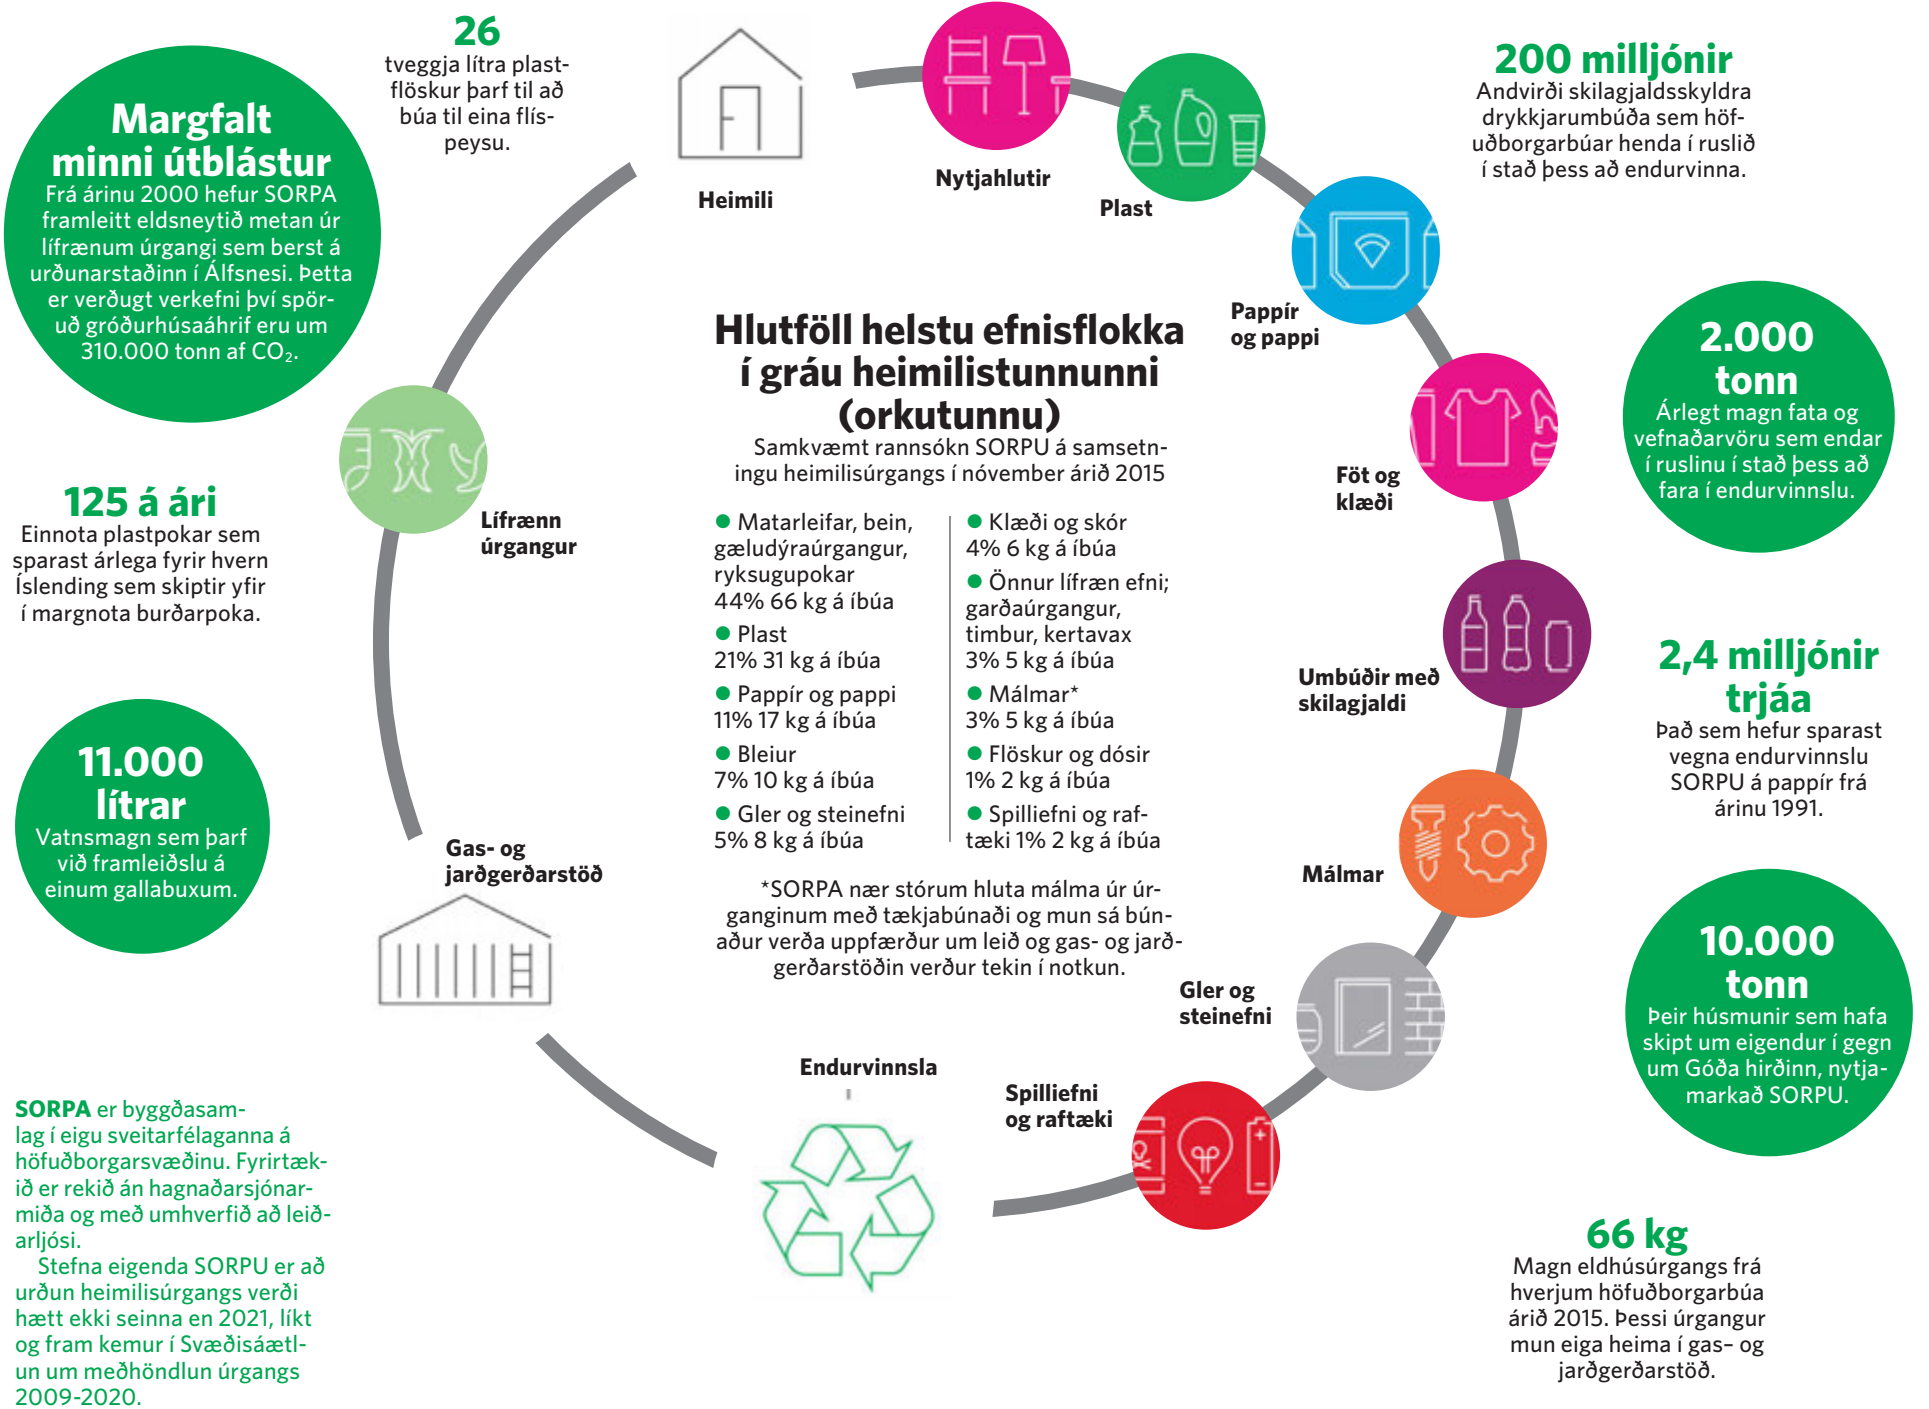 26
tveggja lítra plast-
flöskur þarf til að
búa til eina flís-
peysu.
Margfalt
minni útblástur
Frá árinu 2000 hefur SORPA
framleitt eldsneytið metan úr
lífrænum úrgangi sem berst á
urðunarstaðinn í Álfsnesi. Þetta
er verðugt verkefni því spör-
uð gróðurhúsaáhrif eru um
310.000 tonn af CO₂.
125 á ári
Einnota plastpokar sem
sparast árlega fyrir hvern
Íslending sem skiptir yfir
í margnota burðarpoka.
11.000
lítrar
Vatnsmagn sem þarf
við framleiðslu á
einum gallabuxum.
SORPA er byggðasam-
lag í eigu sveitarfélaganna á
höfuðborgarsvæðinu. Fyrirtæk-
ið er rekið án hagnaðarsjónar-
miða og með umhverfið að leið-
arljósi.
Stefna eigenda SORPU er að
urðun heimilisúrgangs verði
hætt ekki seinna en 2021, líkt
og fram kemur í Svæðisáætl-
un um meðhöndlun úrgangs
2009-2020.
Heimili
Nytjahlutir
Plast
Pappír
og pappi
Föt og
klæði
Umbúðir með
skilagjaldi
Málmar
Gler og
steinefni
Spilliefni
og raftæki
Endurvinnsla
Gas- og
jarðgerðarstöð
Lífrænn
úrgangur
Hlutföll helstu efnisflokka
í gráu heimilistunnunni
(orkutunnu)
Samkvæmt rannsókn SORPU á samsetn-
ingu heimilisúrgangs í nóvember árið 2015
● Matarleifar, bein,
gæludýraúrgangur,
ryksugupokar
44% 66 kg á íbúa
● Plast
21% 31 kg á íbúa
● Pappír og pappi
11% 17 kg á íbúa
● Bleiur
7% 10 kg á íbúa
● Gler og steinefni
5% 8 kg á íbúa
● Klæði og skór
4% 6 kg á íbúa
● Önnur lífræn efni;
garðaúrgangur,
timbur, kertavax
3% 5 kg á íbúa
● Málmar*
3% 5 kg á íbúa
● Flöskur og dósir
1% 2 kg á íbúa
● Spilliefni og raf-
tæki 1% 2 kg á íbúa
*SORPA nær stórum hluta málma úr úr-
ganginum með tækjabúnaði og mun sá bún-
aður verða uppfærður um leið og gas- og jarð-
gerðarstöðin verður tekin í notkun.
200 milljónir
Andvirði skilagjaldsskyldra
drykkjarumbúða sem höf-
uðborgarbúar henda í ruslið
í stað þess að endurvinna.
2.000
tonn
Árlegt magn fata og
vefnaðarvöru sem endar
í ruslinu í stað þess að
fara í endurvinnslu.
2,4 milljónir
trjáa
Það sem hefur sparast
vegna endurvinnslu
SORPU á pappír frá
árinu 1991.
10.000
tonn
Þeir húsmunir sem hafa
skipt um eigendur í gegn
um Góða hirðinn, nytja-
markað SORPU.
66 kg
Magn eldhúsúrgangs frá
hverjum höfuðborgarbúa
árið 2015. Þessi úrgangur
mun eiga heima í gas– og
jarðgerðarstöð.